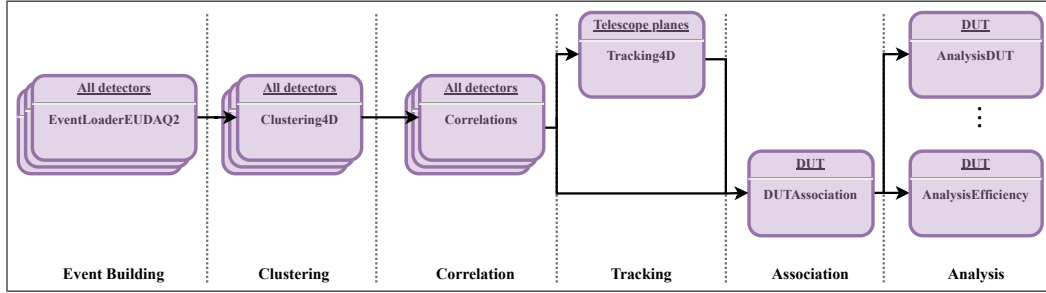 All detectors
EventLoaderEUDAQ2
All detectors
Clustering4D
All detectors
Correlations
Telescope planes
Tracking4D
DUT
DUTAssociation
DUT
AnalysisDUT
DUT
AnalysisEfficiency
Event Building
Clustering
Correlation
Tracking
Association
Analysis